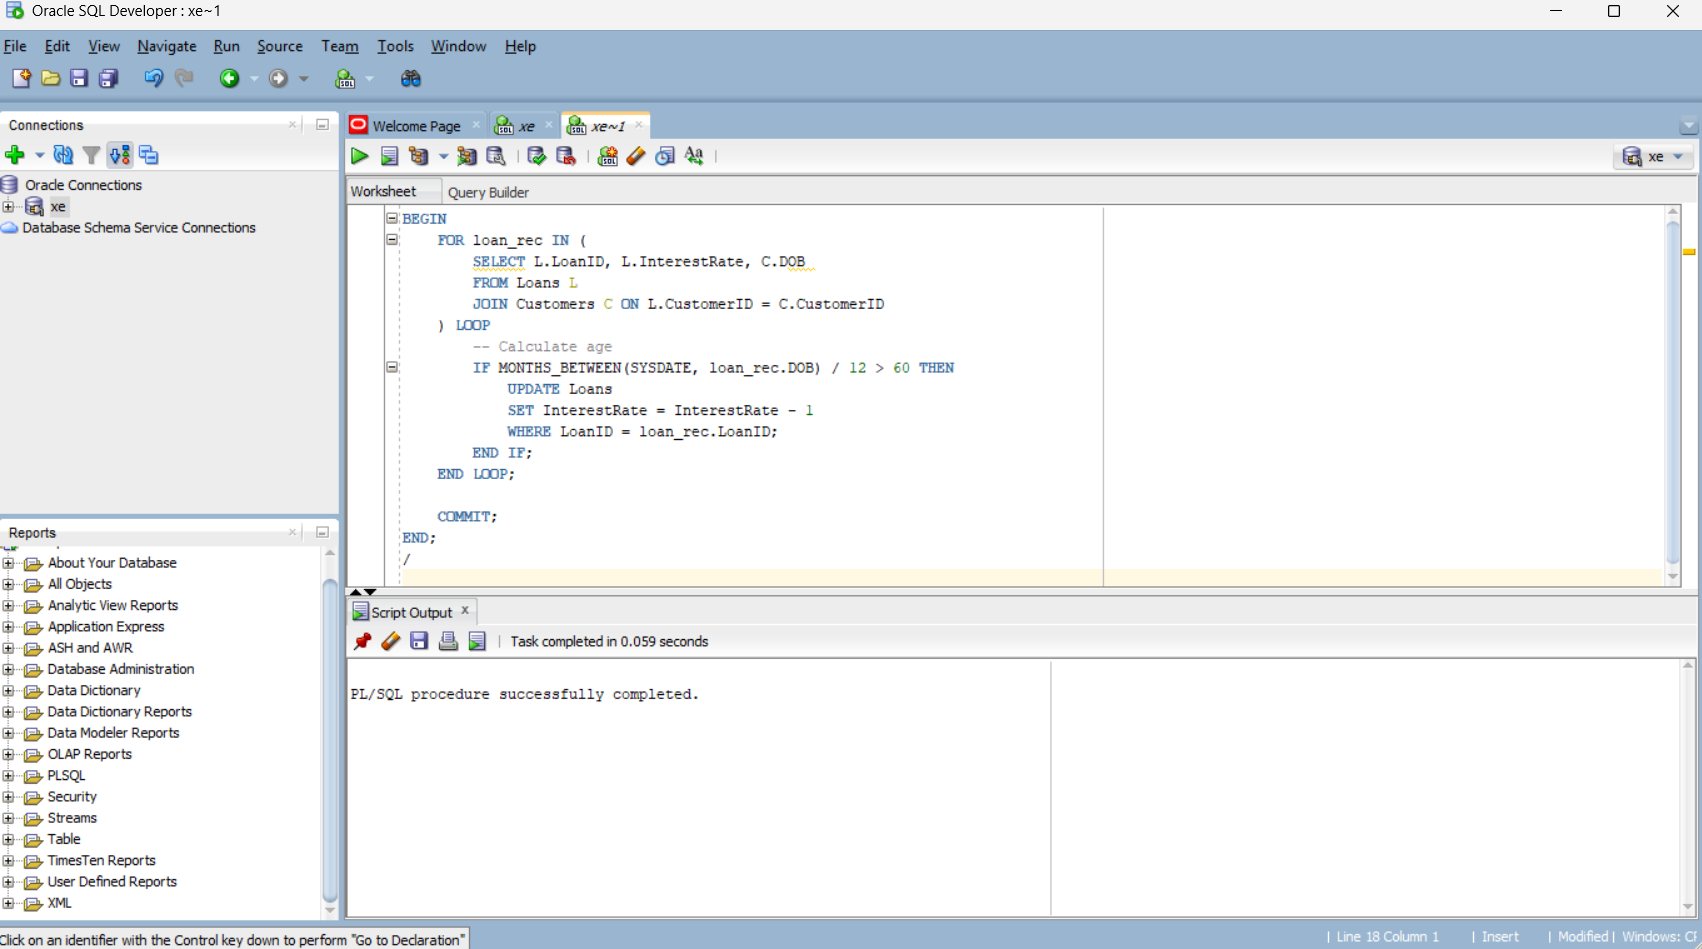 Oracle SQL Developer : xe~1
File Edit View Navigate Run Source Team Tools Window Help
Connections
Oracle Connections
xe
Database Schema Service Connections
Reports
About Your Database
All Objects
Analytic View Reports
Application Express
ASH and AWR
Database Administration
Data Dictionary
Data Dictionary Reports
Data Modeler Reports
OLAP Reports
PLSQL
Security
Streams
Table
TimesTen Reports
User Defined Reports
XML
Welcome Page xe xe~1
xe
Worksheet Query Builder
BEGIN
FOR loan_rec IN (
SELECT L.LoanID, L.InterestRate, C.DOB
FROM Loans L
JOIN Customers C ON L.CustomerID = C.CustomerID
) LOOP
-- Calculate age
IF MONTHS_BETWEEN(SYSDATE, loan_rec.DOB) / 12 > 60 THEN
UPDATE Loans
SET InterestRate = InterestRate - 1
WHERE LoanID = loan_rec.LoanID;
END IF;
END LOOP;
COMMIT;
END;
/
Script Output
Task completed in 0.059 seconds
PL/SQL procedure successfully completed.
Click on an identifier with the Control key down to perform "Go to Declaration"
| Line 18 Column 1 | Insert | Modified | Windows: